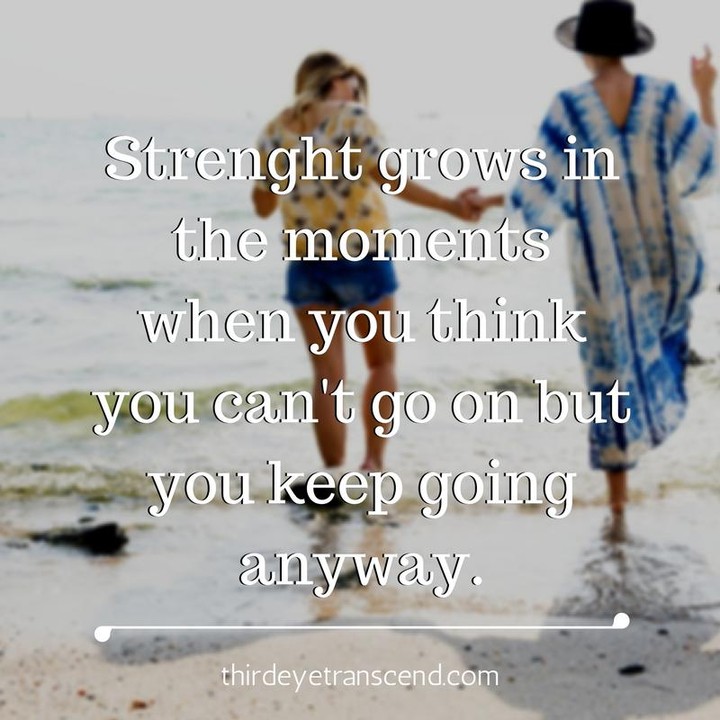 Strenght grows in
the moments
when you think
you can't go on but
you keep going
anyway.
thirdeyetranscend.com